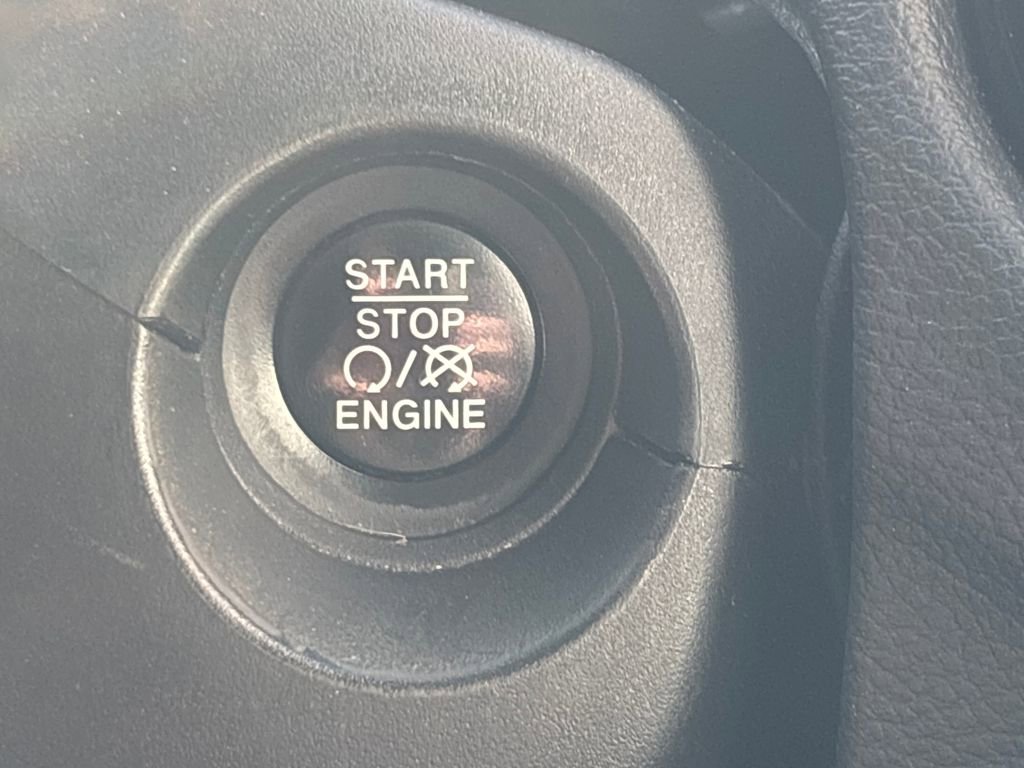 START
STOP
/
ENGINE